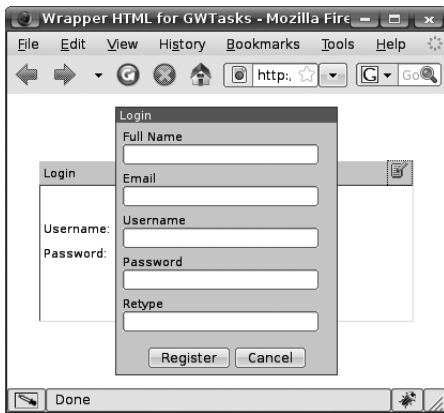 Wrapper HTML for GWTasks - Mozilla Fire
File Edit View History Bookmarks Tools Help
http:, G Go
Login
Full Name
Login
Email
Username
Username:
Password:
Password
Retype
Register Cancel
Done